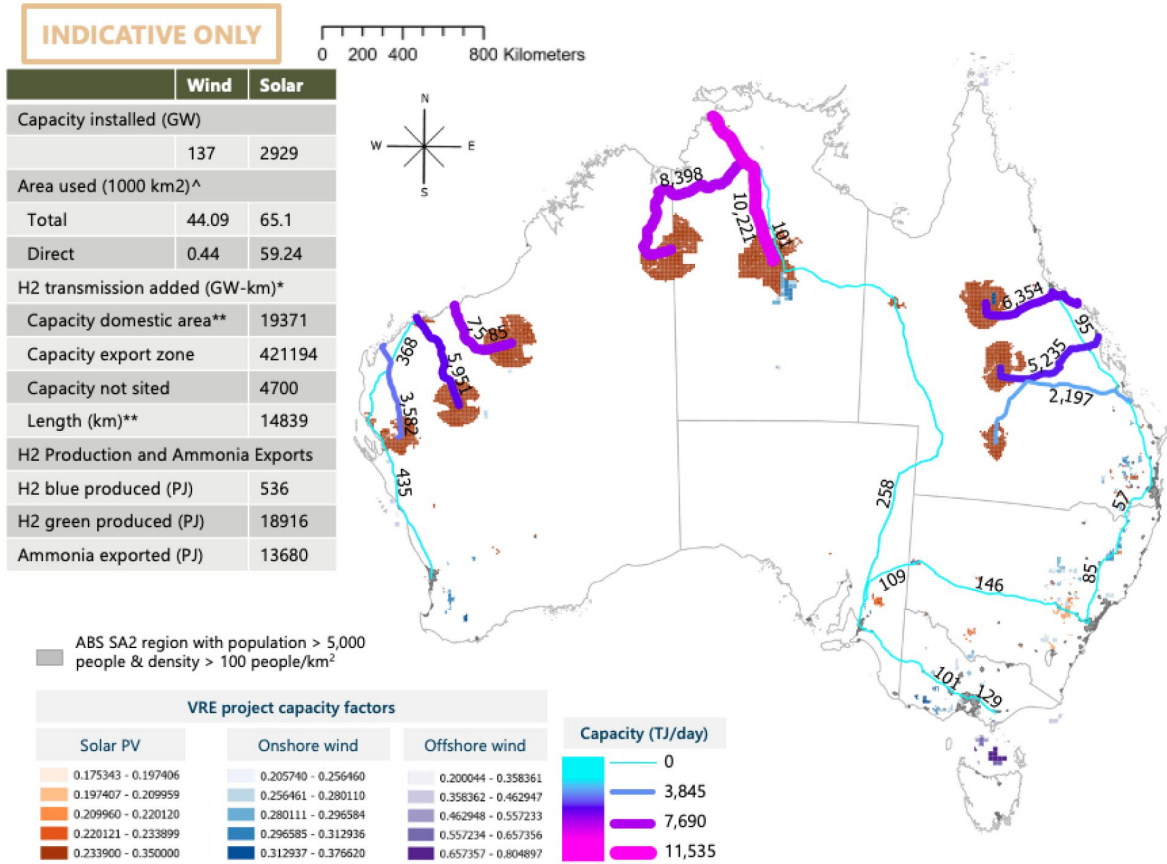 INDICATIVE ONLY
0 200 400 800 Kilometers
N
W E
S
Wind Solar
Capacity installed (GW)
137 2929
Area used (1000 km2)^
Total 44.09 65.1
Direct 0.44 59.24
H2 transmission added (GW-km)*
Capacity domestic area** 19371
Capacity export zone 421194
Capacity not sited 4700
Length (km)** 14839
H2 Production and Ammonia Exports
H2 blue produced (PJ) 536
H2 green produced (PJ) 18916
Ammonia exported (PJ) 13680
8,398
10,221
101
6,354
95
5,235
2,197
7,585
368
5,951
3,582
435
258
57
109
146
85
101
129
ABS SA2 region with population > 5,000
people & density > 100 people/km²
VRE project capacity factors
Solar PV
0.175343 - 0.197406
0.197407 - 0.209959
0.209960 - 0.220120
0.220121 - 0.233899
0.233900 - 0.350000
Onshore wind
0.205740 - 0.256460
0.256461 - 0.280110
0.280111 - 0.296584
0.296585 - 0.312936
0.312937 - 0.376620
Offshore wind
0.200044 - 0.358361
0.358362 - 0.462947
0.462948 - 0.557233
0.557234 - 0.657356
0.657357 - 0.804897
Capacity (TJ/day)
0
3,845
7,690
11,535